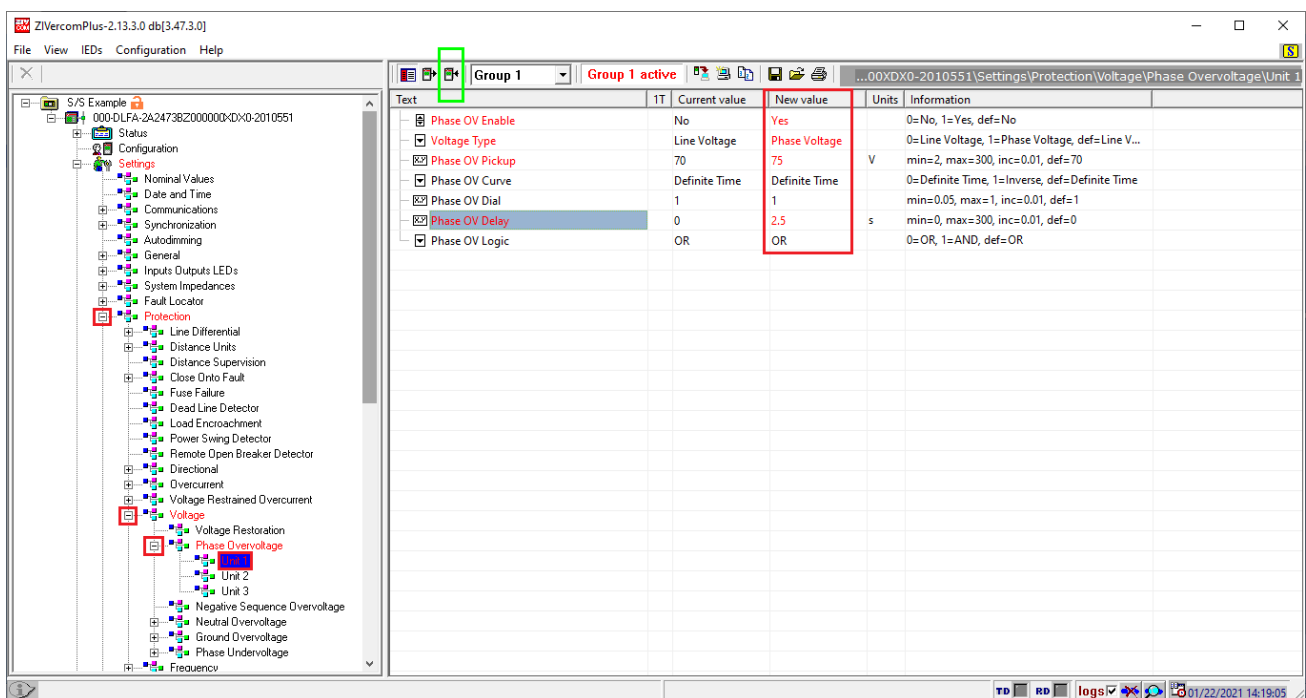 ZIVercomPlus-2.13.3.0 db[3.47.3.0]
File View IEDs Configuration Help
Group 1 Group 1 active ...00XDX0-2010551\Settings\Protection\Voltage\Phase Overvoltage\Unit 1
S/S Example
000-DLFA-2A2473BZ000000XDX0-2010551
Status
Configuration
Settings
Nominal Values
Date and Time
Communications
Synchronization
Autodimming
General
Inputs Outputs LEDs
System Impedances
Fault Locator
Protection
Line Differential
Distance Units
Distance Supervision
Close Onto Fault
Fuse Failure
Dead Line Detector
Load Encroachment
Power Swing Detector
Remote Open Breaker Detector
Directional
Overcurrent
Voltage Restrained Overcurrent
Voltage
Voltage Restoration
Phase Overvoltage
Unit 1
Unit 2
Unit 3
Negative Sequence Overvoltage
Neutral Overvoltage
Ground Overvoltage
Phase Undervoltage
Frequency
Text 1T Current value New value Units Information
Phase OV Enable No Yes 0=No, 1=Yes, def=No
Voltage Type Line Voltage Phase Voltage 0=Line Voltage, 1=Phase Voltage, def=Line V...
Phase OV Pickup 70 75 V min=2, max=300, inc=0.01, def=70
Phase OV Curve Definite Time Definite Time 0=Definite Time, 1=Inverse, def=Definite Time
Phase OV Dial 1 1 min=0.05, max=1, inc=0.01, def=1
Phase OV Delay 0 2.5 s min=0, max=300, inc=0.01, def=0
Phase OV Logic OR OR 0=OR, 1=AND, def=OR
TD RD logs 01/22/2021 14:19:05